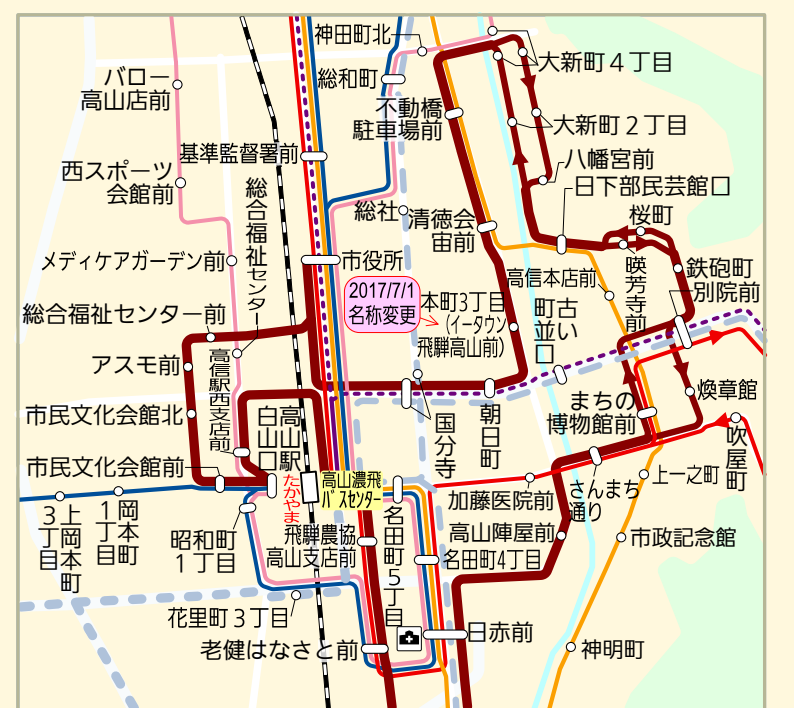 神田町北
大新町４丁目
バロー
高山店前
総和町
不動橋
駐車場前
大新町２丁目
基準監督署前
八幡宮前
西スポーツ
会館前
総合福祉センター
総社
日下部民芸館口
桜町
清徳会
宙前
メディケアガーデン前
市役所
高信本店前
暎芳寺前
鉄砲町
別院前
2017/7/1
名称変更
本町3丁目
(イータウン
飛騨高山前)
古い
町並口
総合福祉センター前
アスモ前
高信駅西支店前
煥章館
市民文化会館北
高山駅
白山口
国分寺
朝日町
まちの
博物館前
吹屋町
市民文化会館前
たかやま
高山濃飛
バスセンター
加藤医院前
さんまち
通り
上一之町
上岡本町
３丁目
岡本町
１丁目
昭和町
１丁目
飛騨農協
高山支店前
名田町５丁目
高山陣屋前
名田町4丁目
市政記念館
花里町３丁目
老健はなさと前
日赤前
神明町